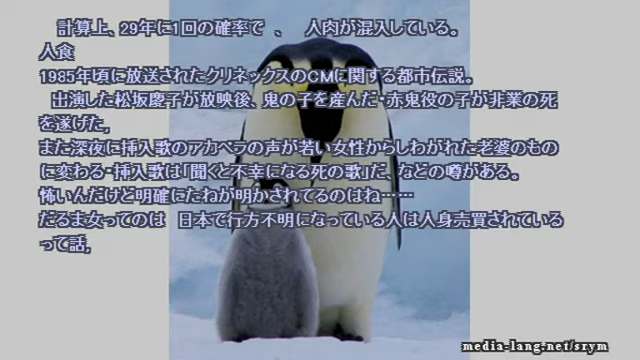 計算上、29年に1回の確率で　、　人肉が混入している。
人食
1985年頃に放送されたクリネックスのCMに関する都市伝説。
出演した松坂慶子が放映後、鬼の子を産んだ・赤鬼役の子が非業の死
を遂げた,
また深夜に挿入歌のアカペラの声が若い女性からしわがれた老婆のもの
に変わる・挿入歌は「聞くと不幸になる死の歌」だ、などの噂がある。
怖いんだけど明確にたねが明かされてるのはね……
だるま女ってのは　日本で行方不明になっている人は人身売買されている
って話,
media-lang.net/srym